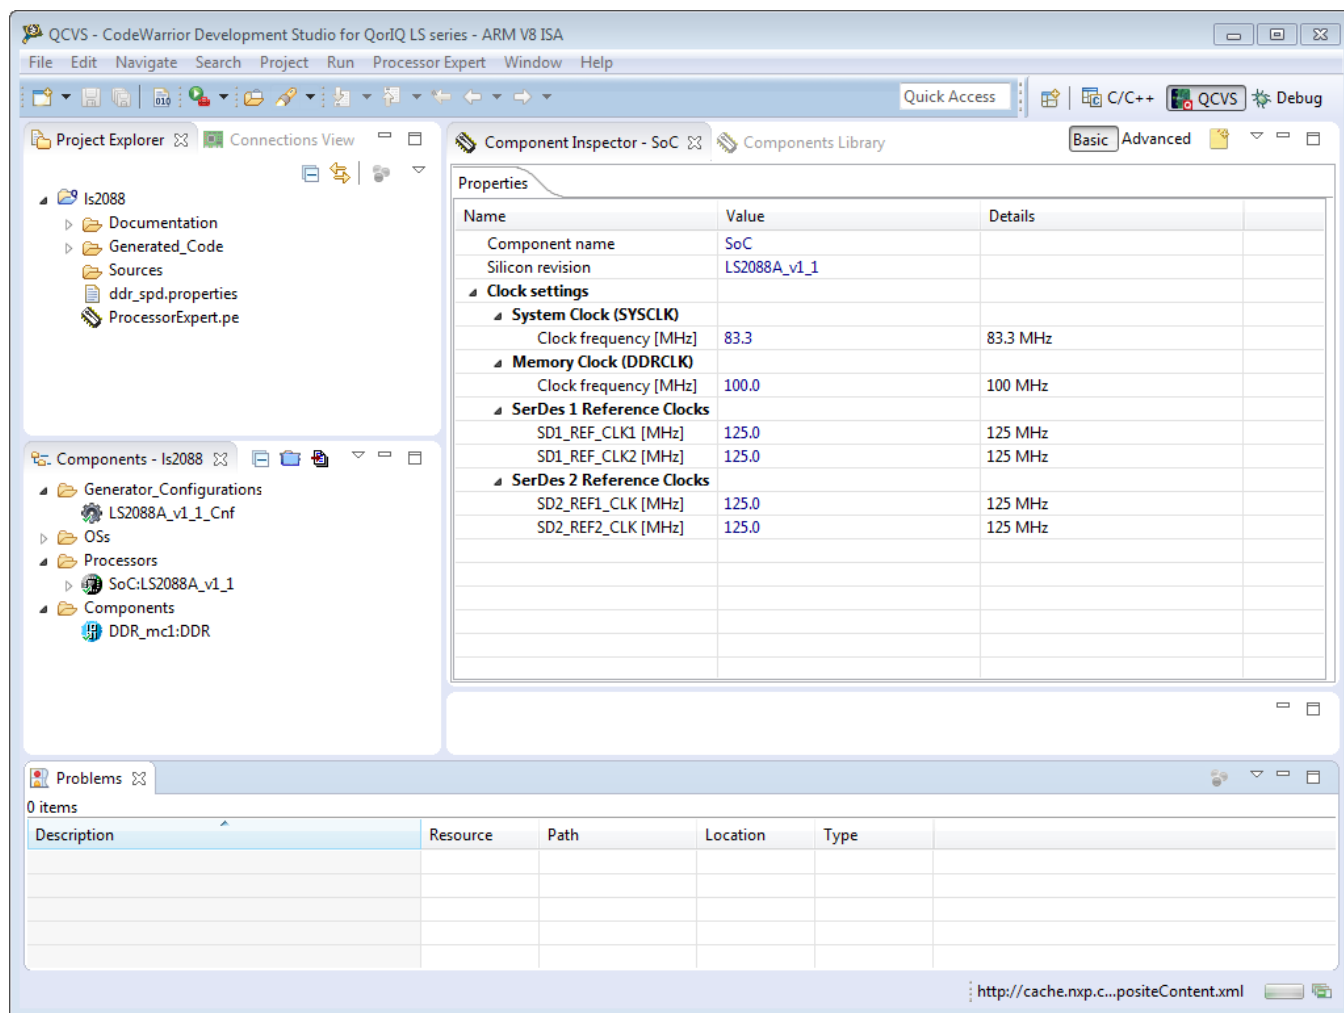 QCVS - CodeWarrior Development Studio for QorIQ LS series - ARM V8 ISA
File Edit Navigate Search Project Run Processor Expert Window Help
010
Quick Access
C/C++
QCVS
Debug
Project Explorer
Connections View
ls2088
Documentation
Generated_Code
Sources
ddr_spd.properties
ProcessorExpert.pe
Components - ls2088
Generator_Configurations
LS2088A_v1_1_Cnf
OSs
Processors
SoC:LS2088A_v1_1
Components
DDR_mc1:DDR
Component Inspector - SoC
Components Library
Basic Advanced
Properties
Name Value Details
Component name SoC
Silicon revision LS2088A_v1_1
Clock settings
System Clock (SYSCLK)
Clock frequency [MHz] 83.3 83.3 MHz
Memory Clock (DDRCLK)
Clock frequency [MHz] 100.0 100 MHz
SerDes 1 Reference Clocks
SD1_REF_CLK1 [MHz] 125.0 125 MHz
SD1_REF_CLK2 [MHz] 125.0 125 MHz
SerDes 2 Reference Clocks
SD2_REF1_CLK [MHz] 125.0 125 MHz
SD2_REF2_CLK [MHz] 125.0 125 MHz
Problems
0 items
Description Resource Path Location Type
http://cache.nxp.c...positeContent.xml